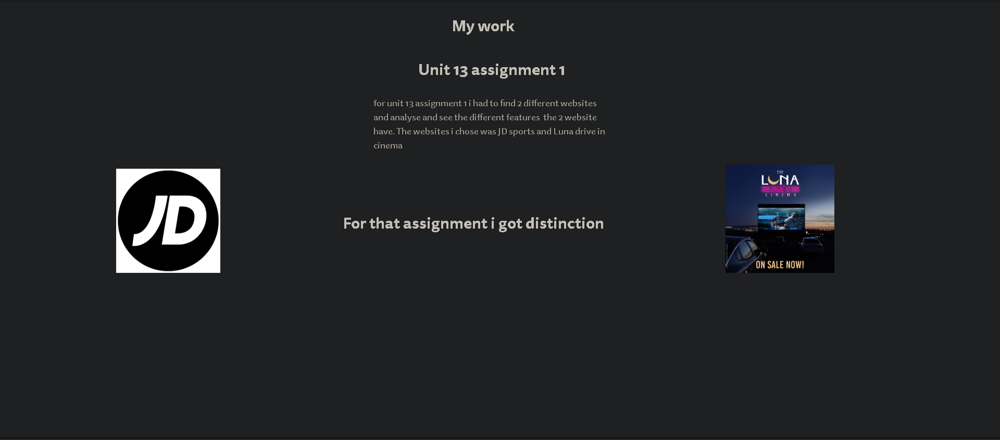 My work
Unit 13 assignment 1
for unit 13 assignment 1 i had to find 2 different websites
and analyse and see the different features  the 2 website
have. The websites i chose was JD sports and Luna drive in
cinema
JD
For that assignment i got distinction
THE
LUNA
DRIVE IN
CINEMA
ON SALE NOW!